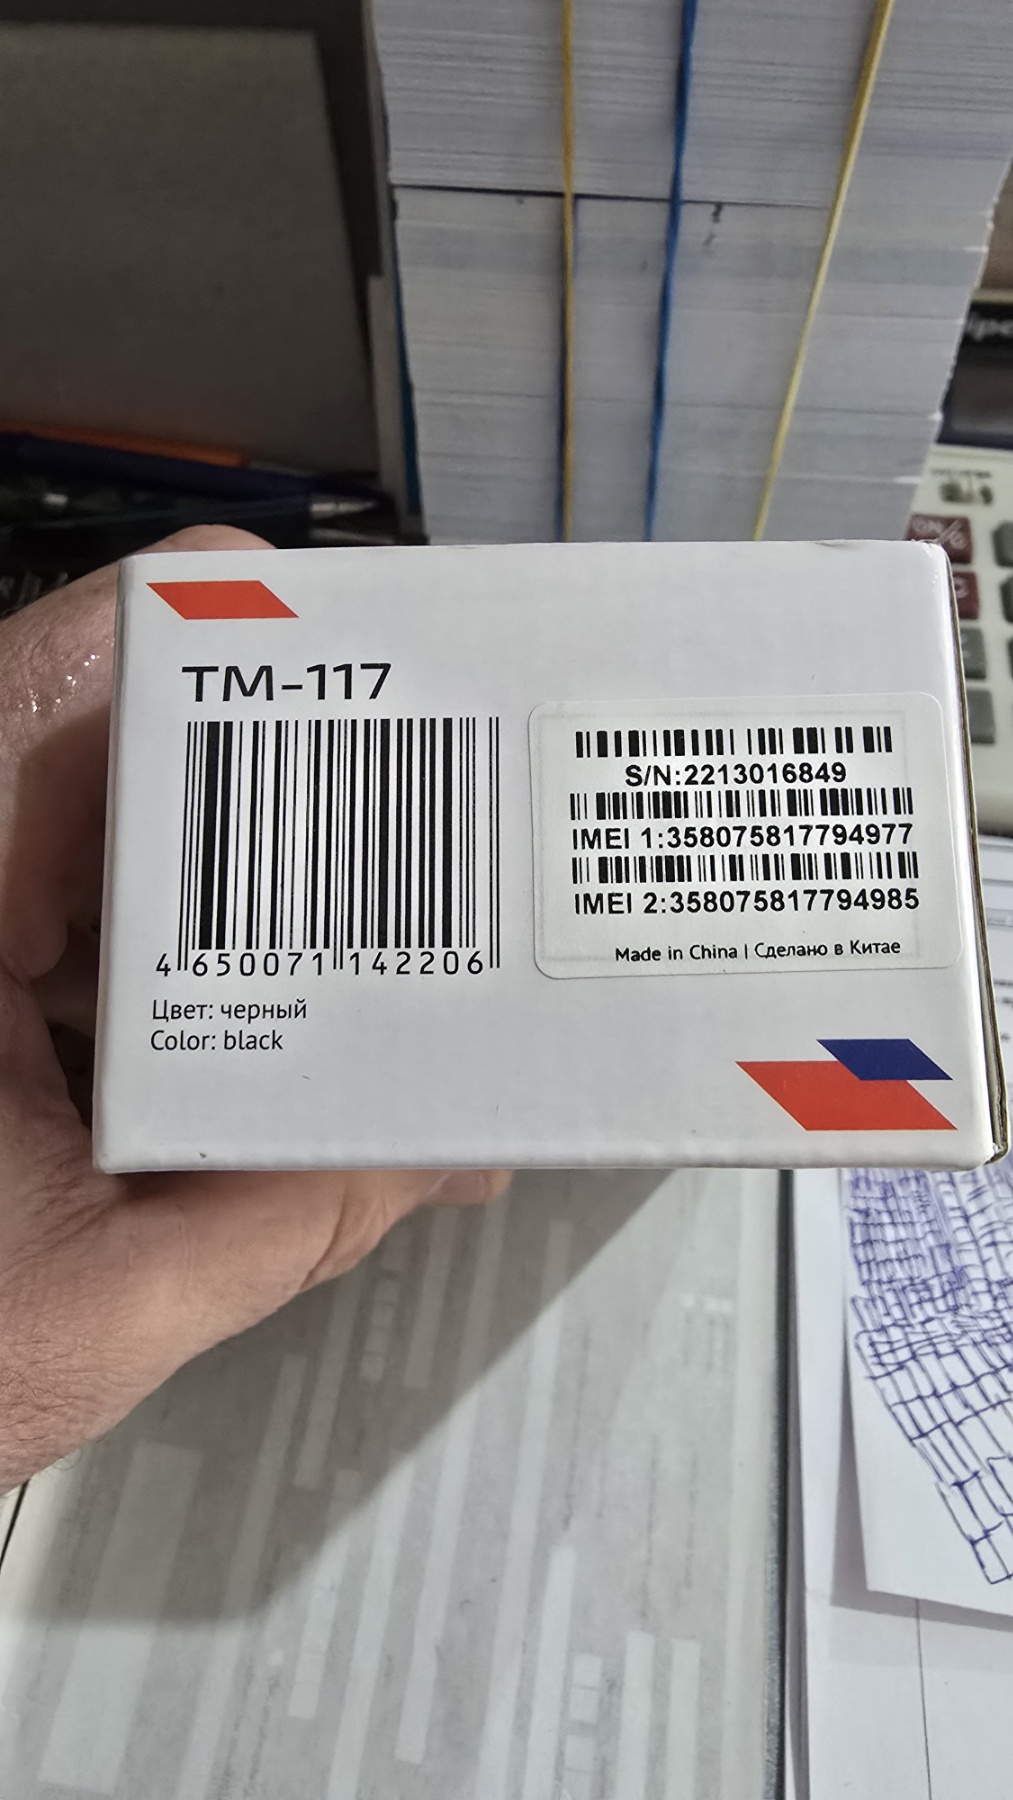 TM-117
4 650071 142206
Цвет: черный
Color: black
S/N:2213016849
IMEI 1:358075817794977
IMEI 2:358075817794985
Made in China | Сделано в Китае